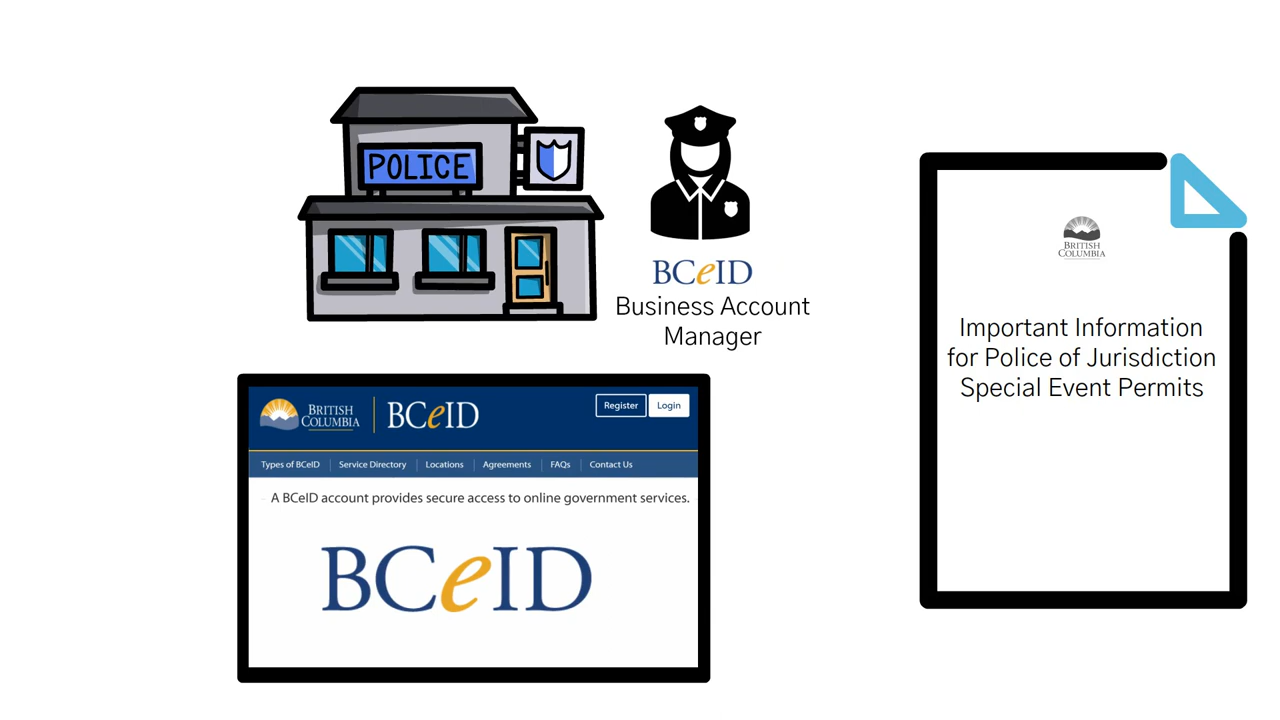 POLICE
BCeID
Business Account
Manager
BRITISH
COLUMBIA
Important Information
for Police of Jurisdiction
Special Event Permits
BRITISH
COLUMBIA
BCeID
Register
Login
Types of BCeID
Service Directory
Locations
Agreements
FAQs
Contact Us
A BCeID account provides secure access to online government services.
BCeID